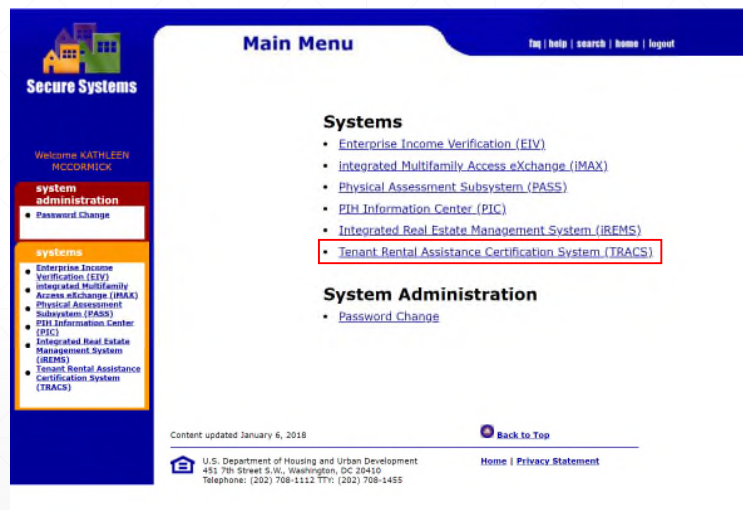 Main Menu
faq | help | search | home | logout
Secure Systems
Welcome KATHLEEN
MCCORMICK
system
administration
Password Change
systems
Enterprise Income
Verification (EIV)
integrated Multifamily
Access eXchange (iMAX)
Physical Assessment
Subsystem (PASS)
PIH Information Center
(PIC)
Integrated Real Estate
Management System
(iREMS)
Tenant Rental Assistance
Certification System
(TRACS)
Systems
Enterprise Income Verification (EIV)
integrated Multifamily Access eXchange (iMAX)
Physical Assessment Subsystem (PASS)
PIH Information Center (PIC)
Integrated Real Estate Management System (iREMS)
Tenant Rental Assistance Certification System (TRACS)
System Administration
Password Change
Content updated January 6, 2018
Back to Top
U.S. Department of Housing and Urban Development
451 7th Street S.W., Washington, DC 20410
Telephone: (202) 708-1112 TTY: (202) 708-1455
Home | Privacy Statement